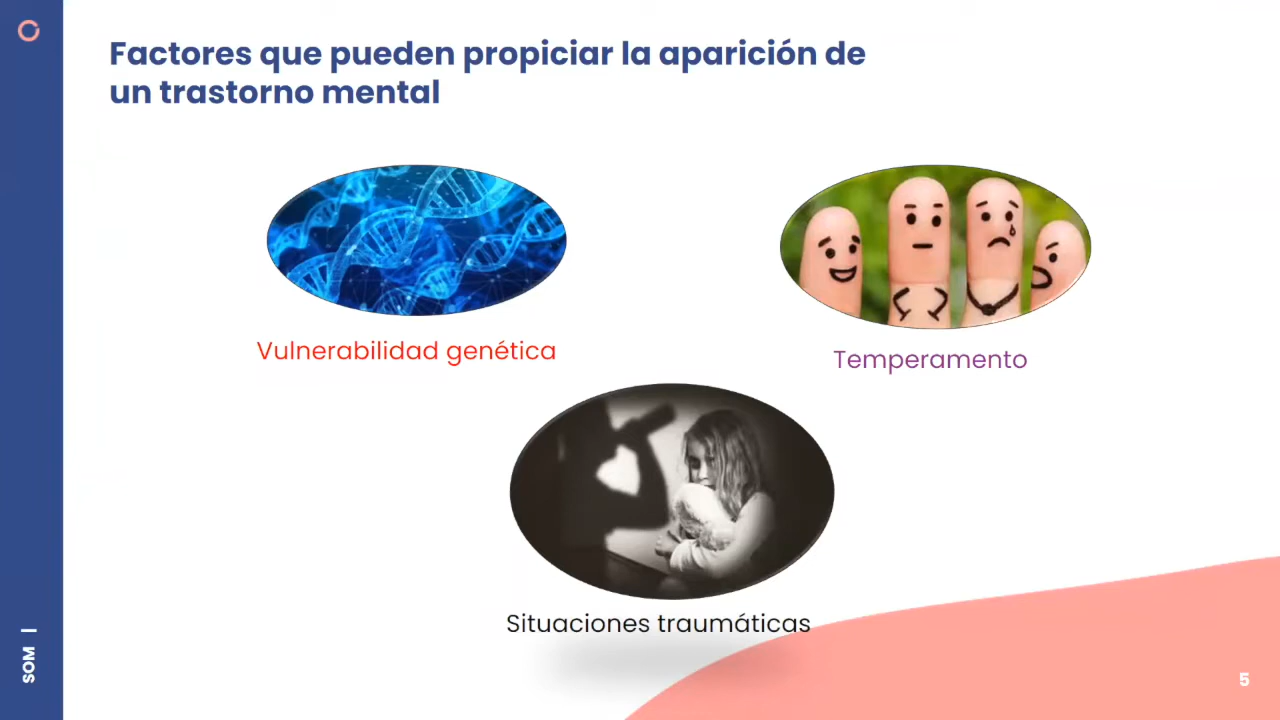 Factores que pueden propiciar la aparición de
un trastorno mental
Vulnerabilidad genética
Temperamento
Situaciones traumáticas
SOM |
5